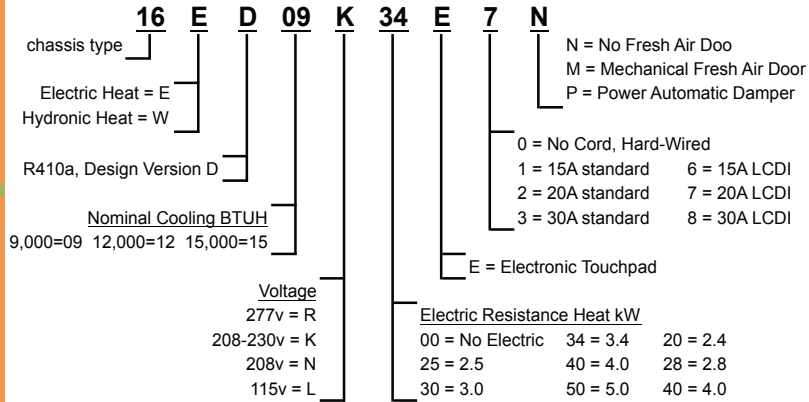 16 E D 09 K 34 E 7 N
chassis type
N = No Fresh Air Doo
M = Mechanical Fresh Air Door
P = Power Automatic Damper
Electric Heat = E
Hydronic Heat = W
0 = No Cord, Hard-Wired
1 = 15A standard 6 = 15A LCDI
2 = 20A standard 7 = 20A LCDI
3 = 30A standard 8 = 30A LCDI
R410a, Design Version D
Nominal Cooling BTUH
9,000=09 12,000=12 15,000=15
E = Electronic Touchpad
Voltage
277v = R
208-230v = K
208v = N
115v = L
Electric Resistance Heat kW
00 = No Electric 34 = 3.4 20 = 2.4
25 = 2.5 40 = 4.0 28 = 2.8
30 = 3.0 50 = 5.0 40 = 4.0